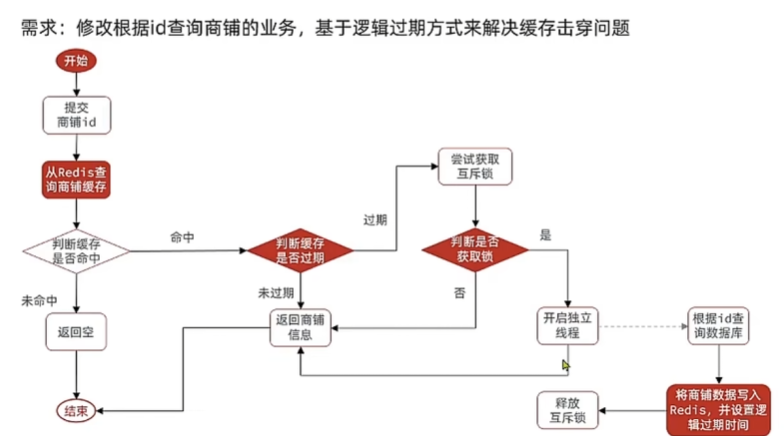 需求：修改根据id查询商铺的业务，基于逻辑过期方式来解决缓存击穿问题
开始
提交
商铺id
从Redis查
询商铺缓存
判断缓存
是否命中
命中
未命中
返回空
结束
判断缓存
是否过期
过期
未过期
返回商铺
信息
尝试获取
互斥锁
判断是否
获取锁
是
否
开启独立
线程
根据id查
询数据库
将商铺数据写入
Redis，并设置逻
辑过期时间
释放
互斥锁